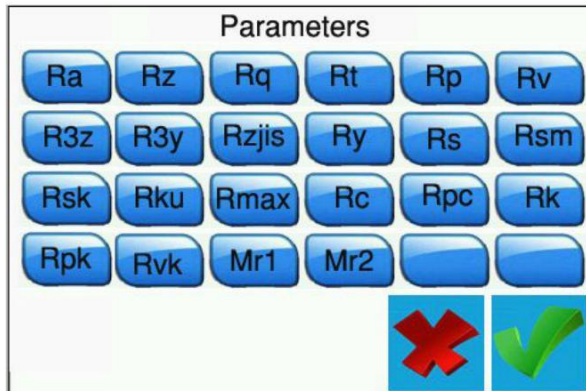 Parameters
Ra Rz Rq Rt Rp Rv
R3z R3y Rzjis Ry Rs Rsm
Rsk Rku Rmax Rc Rpc Rk
Rpk Rvk Mr1 Mr2